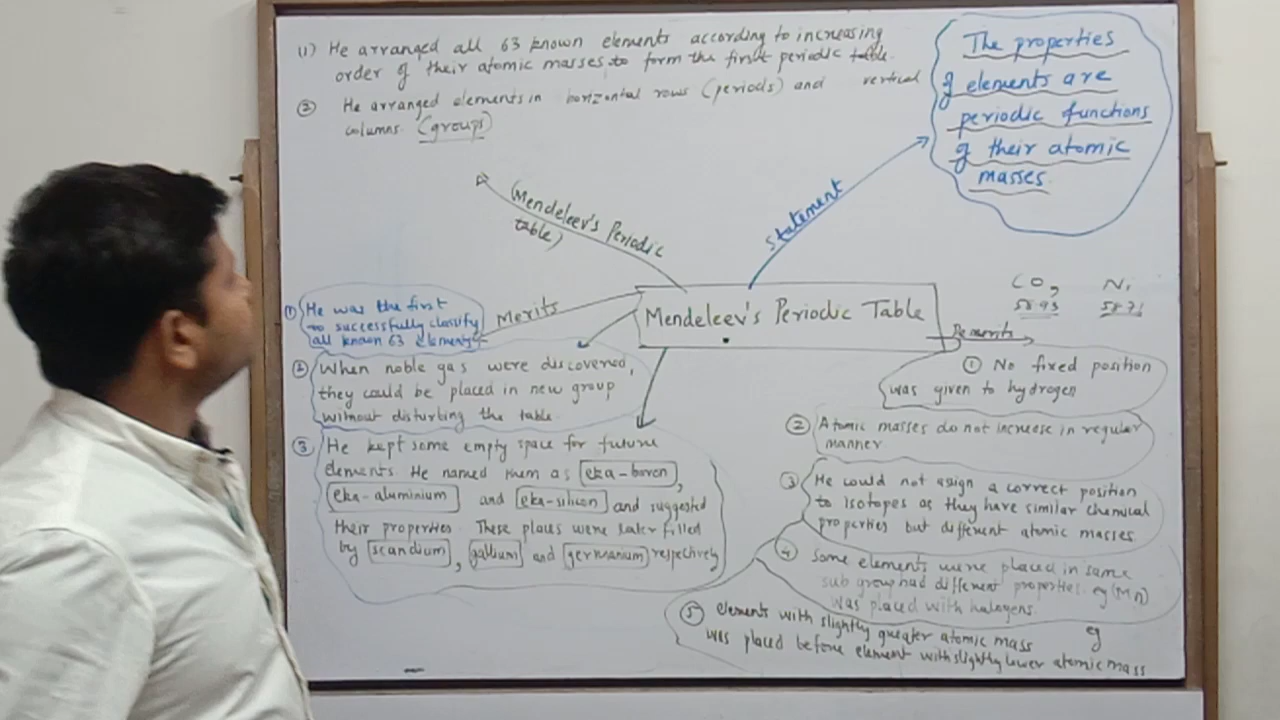 (1) He arranged all 63 known elements according to increasing
order of their atomic masses to form the first periodic table.
② He arranged elements in horizontal rows (periods) and vertical
columns. (groups)
The properties
of elements are
periodic functions
of their atomic
masses.
(Mendeleev's Periodic
table)
Statement
Mendeleev's Periodic Table
Merits
① He was the first
to successfully classify
all known 63 elements
② When noble gas were discovered,
they could be placed in new group
without disturbing the table.
③ He kept some empty space for future
elements. He named them as eka-boron,
eka-aluminium and eka-silicon and suggested
their properties. These places were later filled
by scandium, gallium and germanium respectively
Co, Ni
58.93 58.71
Demerits
① No fixed position
was given to hydrogen
② Atomic masses do not increase in regular
manner
③ He could not assign a correct position
to isotopes as they have similar chemical
properties but different atomic masses.
④ Some elements were placed in same
sub group had different properties. eg (Mn)
was placed with halogens.
⑤ elements with slightly greater atomic mass eg
was placed before element with slightly lower atomic mass